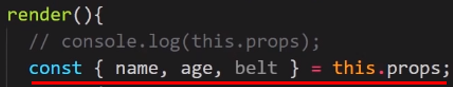 render(){
// console.log(this.props);
const { name, age, belt } = this.props;